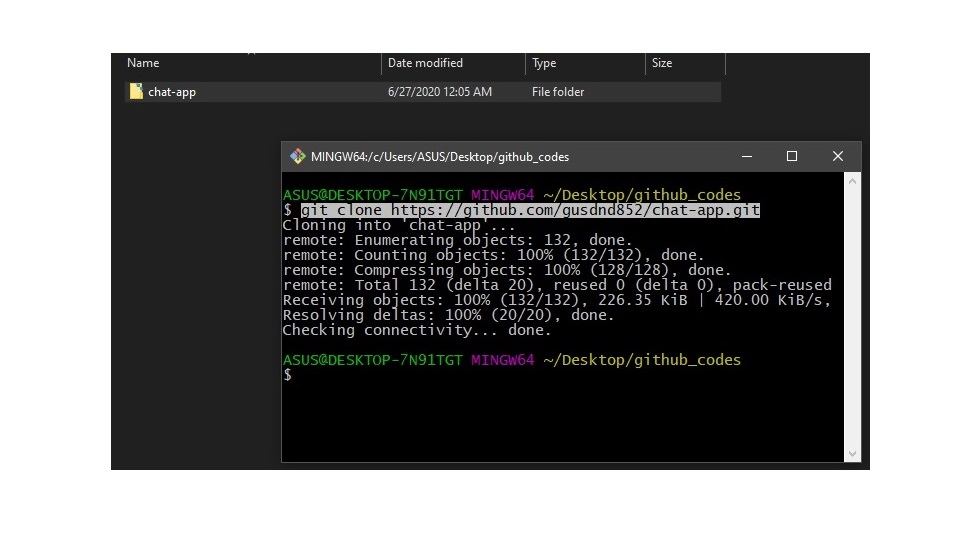 Name Date modified Type Size
chat-app 6/27/2020 12:05 AM File folder
MINGW64:/c/Users/ASUS/Desktop/github_codes
ASUS@DESKTOP-7N91TGT MINGW64 ~/Desktop/github_codes
$ git clone https://github.com/gusdnd852/chat-app.git
Cloning into 'chat-app'...
remote: Enumerating objects: 132, done.
remote: Counting objects: 100% (132/132), done.
remote: Compressing objects: 100% (128/128), done.
remote: Total 132 (delta 20), reused 0 (delta 0), pack-reused
Receiving objects: 100% (132/132), 226.35 KiB | 420.00 KiB/s,
Resolving deltas: 100% (20/20), done.
Checking connectivity... done.
ASUS@DESKTOP-7N91TGT MINGW64 ~/Desktop/github_codes
$